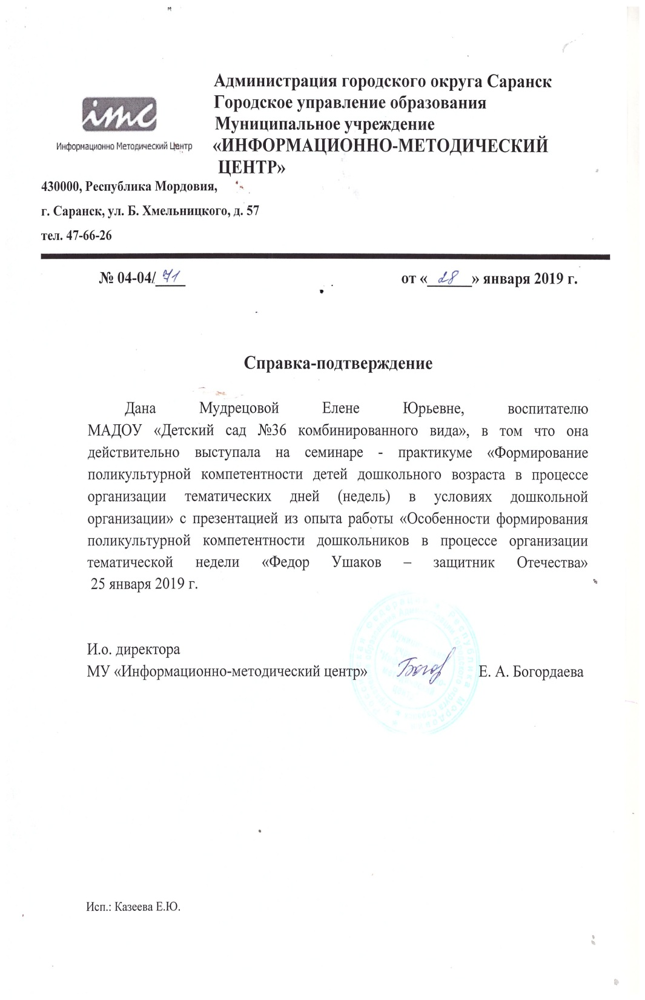 Администрация городского округа Саранск
Городское управление образования
Муниципальное учреждение
«ИНФОРМАЦИОННО-МЕТОДИЧЕСКИЙ
ЦЕНТР»
imc
Информационно Методический Центр
430000, Республика Мордовия,
г. Саранск, ул. Б. Хмельницкого, д. 57
тел. 47-66-26
№ 04-04/ 71 от « 28 » января 2019 г.
Справка-подтверждение
Дана Мудрецовой Елене Юрьевне, воспитателю
МАДОУ «Детский сад №36 комбинированного вида», в том что она
действительно выступала на семинаре - практикуме «Формирование
поликультурной компетентности детей дошкольного возраста в процессе
организации тематических дней (недель) в условиях дошкольной
организации» с презентацией из опыта работы «Особенности формирования
поликультурной компетентности дошкольников в процессе организации
тематической недели «Федор Ушаков – защитник Отечества»
25 января 2019 г.
И.о. директора
МУ «Информационно-методический центр» Е. А. Богордаева
Исп.: Казеева Е.Ю.